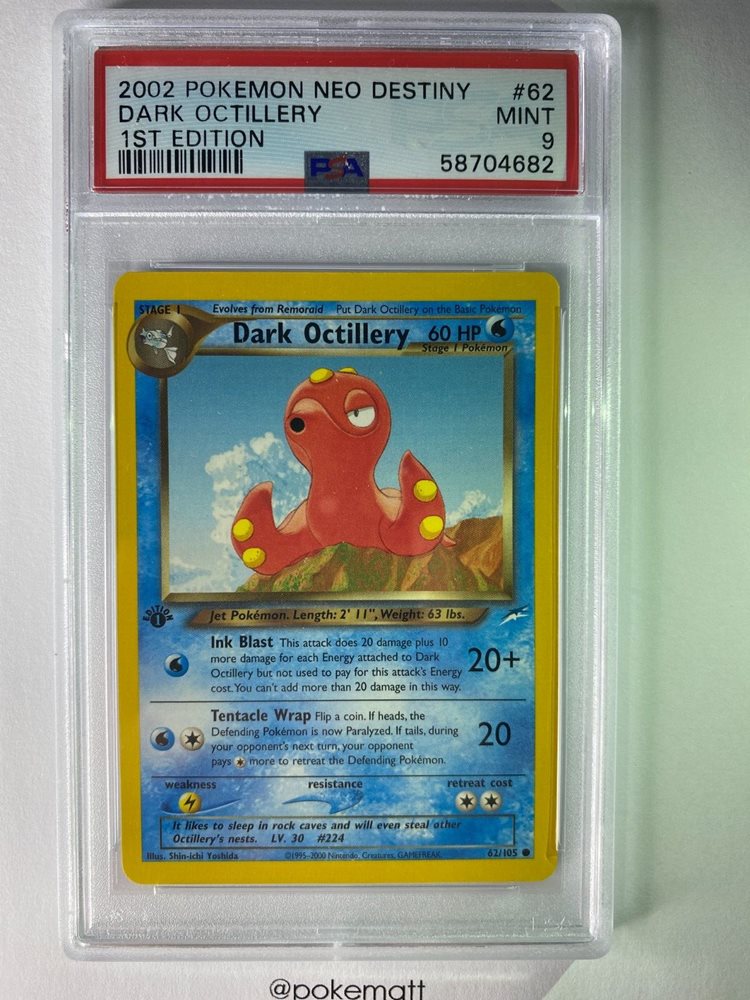 2002 POKEMON NEO DESTINY #62
DARK OCTILLERY MINT
1ST EDITION 9
PSA 58704682
STAGE 1 Evolves from Remoraid Put Dark Octillery on the Basic Pokémon
Dark Octillery 60 HP
Stage 1 Pokémon
EDITION 1
Jet Pokémon. Length: 2' 11", Weight: 63 lbs.
Ink Blast This attack does 20 damage plus 10
more damage for each Energy attached to Dark
Octillery but not used to pay for this attack's Energy
cost. You can't add more than 20 damage in this way.
20+
Tentacle Wrap Flip a coin. If heads, the
Defending Pokémon is now Paralyzed. If tails, during
your opponent's next turn, your opponent
pays more to retreat the Defending Pokémon.
20
weakness resistance retreat cost
It likes to sleep in rock caves and will even steal other
Octillery's nests. LV. 30 #224
Illus. Shin-ichi Yoshida ©1995-2000 Nintendo, Creatures, GAMEFREAK. 62/105
@pokematt